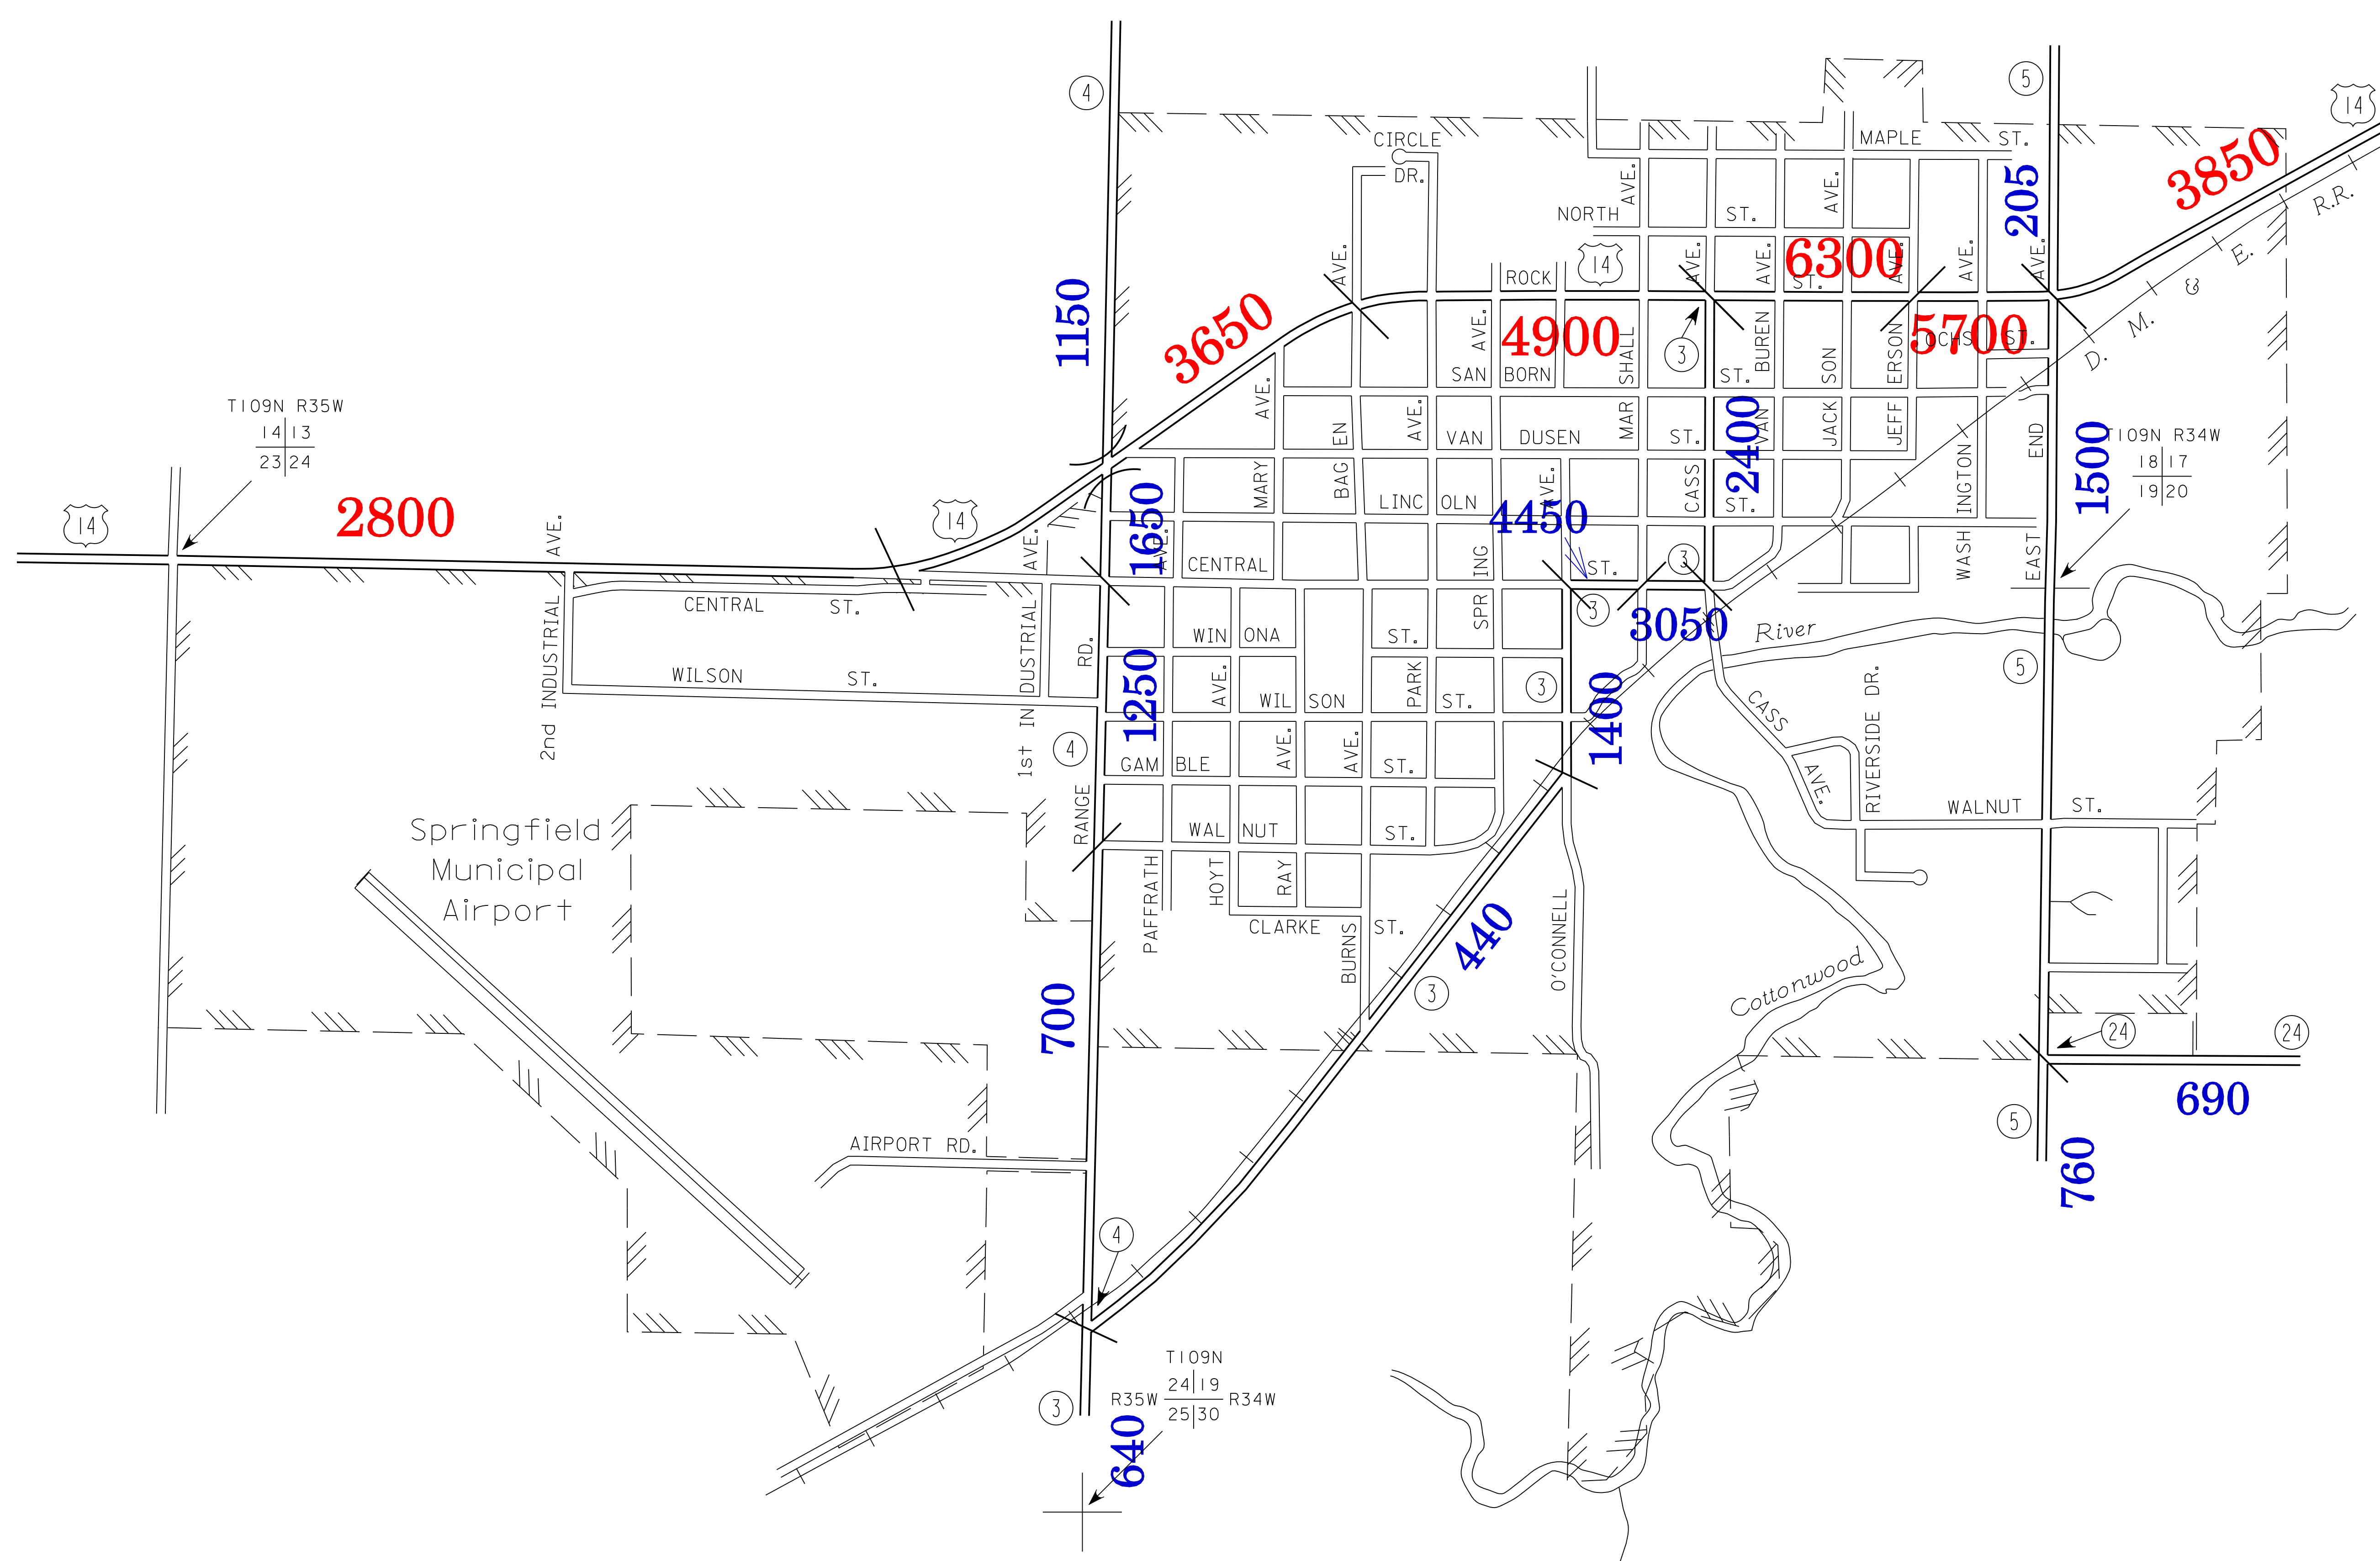 4
5
14
CIRCLE
DR.
MAPLE ST.
AVE.
AVE.
NORTH ST.
205
3850
R.R.
E.
&
M.
D.
14
ROCK ST.
6300
AVE.
AVE.
AVE.
AVE.
AVE.
AVE.
1150
3650
4900
3
5700
OCHS ST.
AVE.
SHALL
BUREN
SON
ERSON
SAN BORN ST.
T109N R35W
14 13
23 24
AVE.
EN
AVE.
VAN DUSEN ST.
MAR
2400
VAN
JACK
JEFF
END
1500
T109N R34W
18 17
19 20
14
2800
AVE.
14
AVE.
1650
AVE.
MARY
BAG
LINC OLN ST.
AVE.
4450
CASS
INGTON
WASH
EAST
CENTRAL ST.
ING
SPR
3
3
3050
CENTRAL ST.
2nd INDUSTRIAL
1st IN DUSTRIAL
RD.
WIN ONA ST.
River
5
WILSON ST.
1250
AVE.
WIL SON ST.
PARK
3
1400
CASS
AVE.
RIVERSIDE DR.
4
GAM BLE ST.
AVE.
AVE.
WALNUT ST.
Springfield
Municipal
Airport
RANGE
WAL NUT ST.
PAFFRATH
HOYT
RAY
CLARKE ST.
BURNS
440
O'CONNELL
3
Cottonwood
700
24
24
690
5
760
AIRPORT RD.
4
T109N
24 19
R35W R34W
25 30
3
640